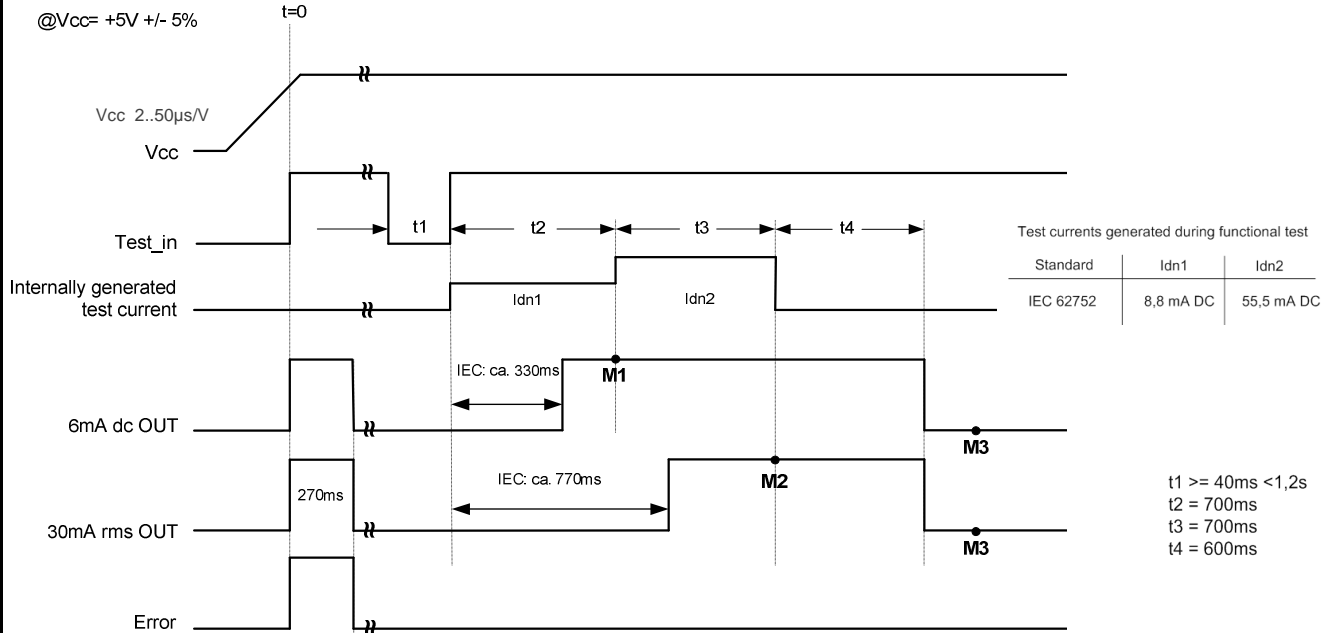 @Vcc= +5V +/- 5%
t=0
Vcc 2..50µs/V
Vcc
Test_in
t1
t2
t3
t4
Internally generated
test current
Idn1
Idn2
Test currents generated during functional test
Standard Idn1 Idn2
IEC 62752 8,8 mA DC 55,5 mA DC
IEC: ca. 330ms
M1
6mA dc OUT
M3
IEC: ca. 770ms
M2
270ms
30mA rms OUT
M3
t1 >= 40ms <1,2s
t2 = 700ms
t3 = 700ms
t4 = 600ms
Error